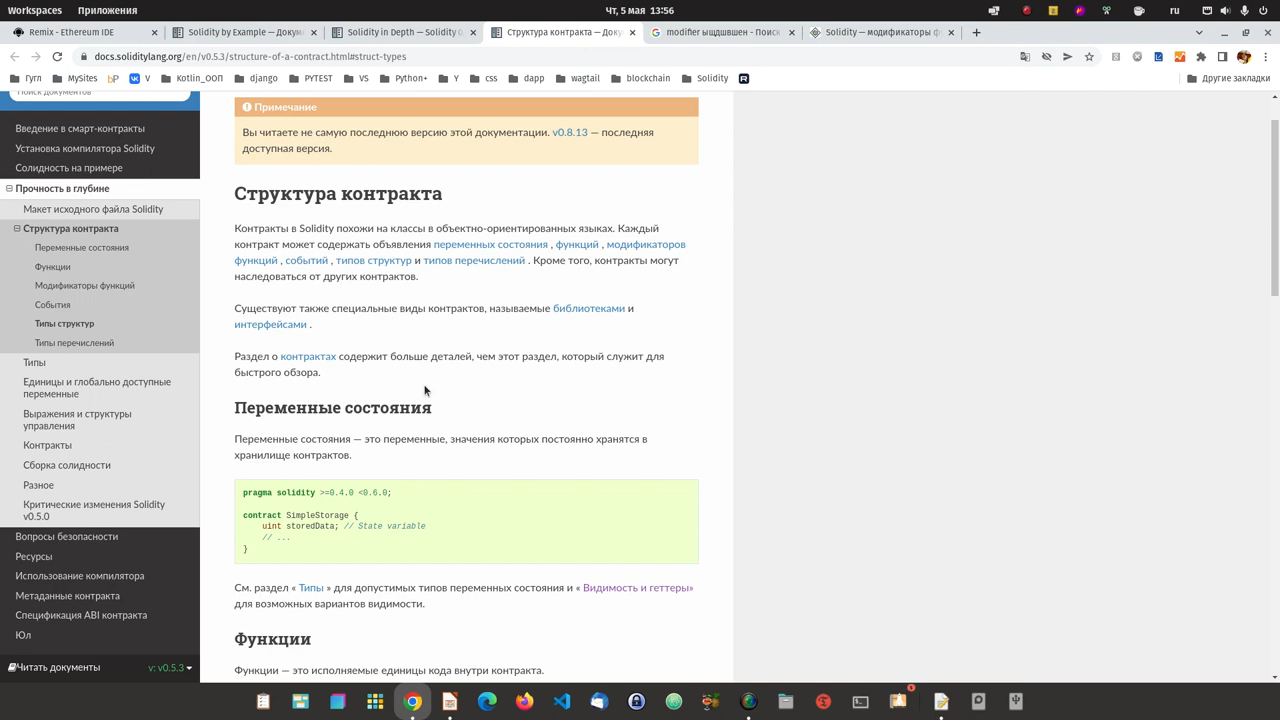 Workspaces Приложения Чт, 5 мая 13:56 ru
Remix - Ethereum IDE
Solidity by Example — Докум
Solidity in Depth — Solidity 0
Структура контракта — Доку
modifier ыщдшвшен - Поиск
Solidity — модификаторы ф
docs.soliditylang.org/en/v0.5.3/structure-of-a-contract.html#struct-types
Гугл MySites V Kotlin_ООП django PYTEST VS Python+ Y css dapp wagtail blockchain Solidity Другие закладки
Поиск документов
Введение в смарт-контракты
Установка компилятора Solidity
Солидность на примере
Прочность в глубине
Макет исходного файла Solidity
Структура контракта
Переменные состояния
Функции
Модификаторы функций
События
Типы структур
Типы перечислений
Типы
Единицы и глобально доступные
переменные
Выражения и структуры
управления
Контракты
Сборка солидности
Разное
Критические изменения Solidity
v0.5.0
Вопросы безопасности
Ресурсы
Использование компилятора
Метаданные контракта
Спецификация ABI контракта
Юл
Читать документы v: v0.5.3
Примечание
Вы читаете не самую последнюю версию этой документации. v0.8.13 — последняя
доступная версия.
Структура контракта
Контракты в Solidity похожи на классы в объектно-ориентированных языках. Каждый
контракт может содержать объявления переменных состояния , функций , модификаторов
функций , событий , типов структур и типов перечислений . Кроме того, контракты могут
наследоваться от других контрактов.
Существуют также специальные виды контрактов, называемые библиотеками и
интерфейсами .
Раздел о контрактах содержит больше деталей, чем этот раздел, который служит для
быстрого обзора.
Переменные состояния
Переменные состояния — это переменные, значения которых постоянно хранятся в
хранилище контрактов.
pragma solidity >=0.4.0 <0.6.0;
contract SimpleStorage {
uint storedData; // State variable
// ...
}
См. раздел « Типы » для допустимых типов переменных состояния и « Видимость и геттеры»
для возможных вариантов видимости.
Функции
Функции — это исполняемые единицы кода внутри контракта.